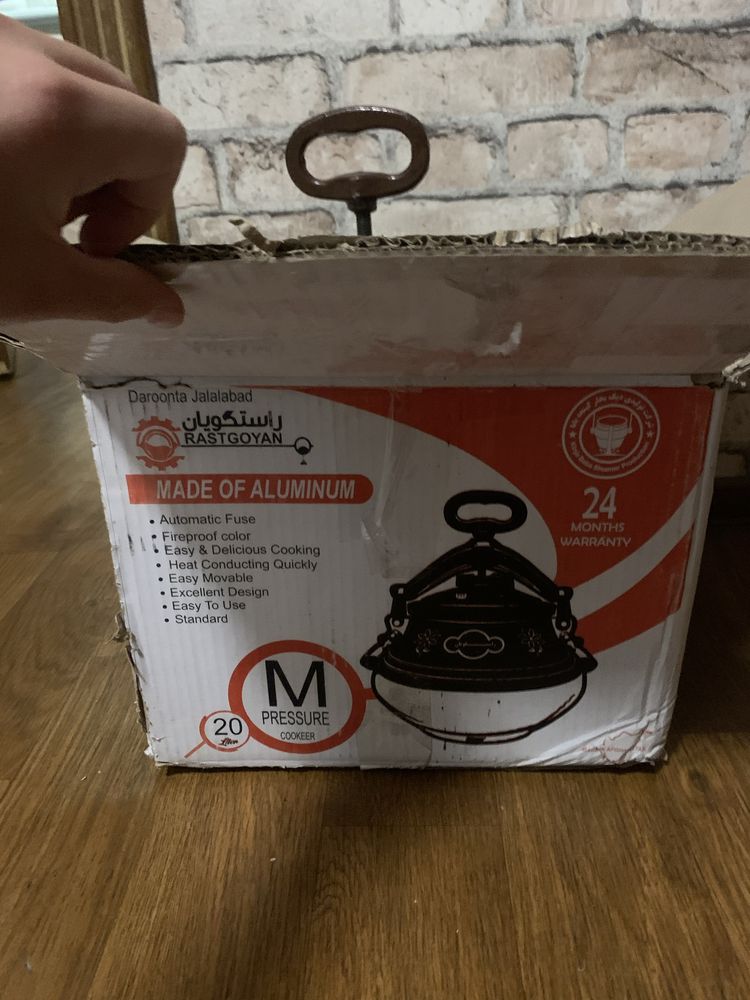 Daroonta Jalalabad
راستگویان
RASTGOYAN
MADE OF ALUMINUM
• Automatic Fuse
• Fireproof color
• Easy & Delicious Cooking
• Heat Conducting Quickly
• Easy Movable
• Excellent Design
• Easy To Use
• Standard
24
MONTHS
WARRANTY
M
PRESSURE
COOKEER
20
Liter